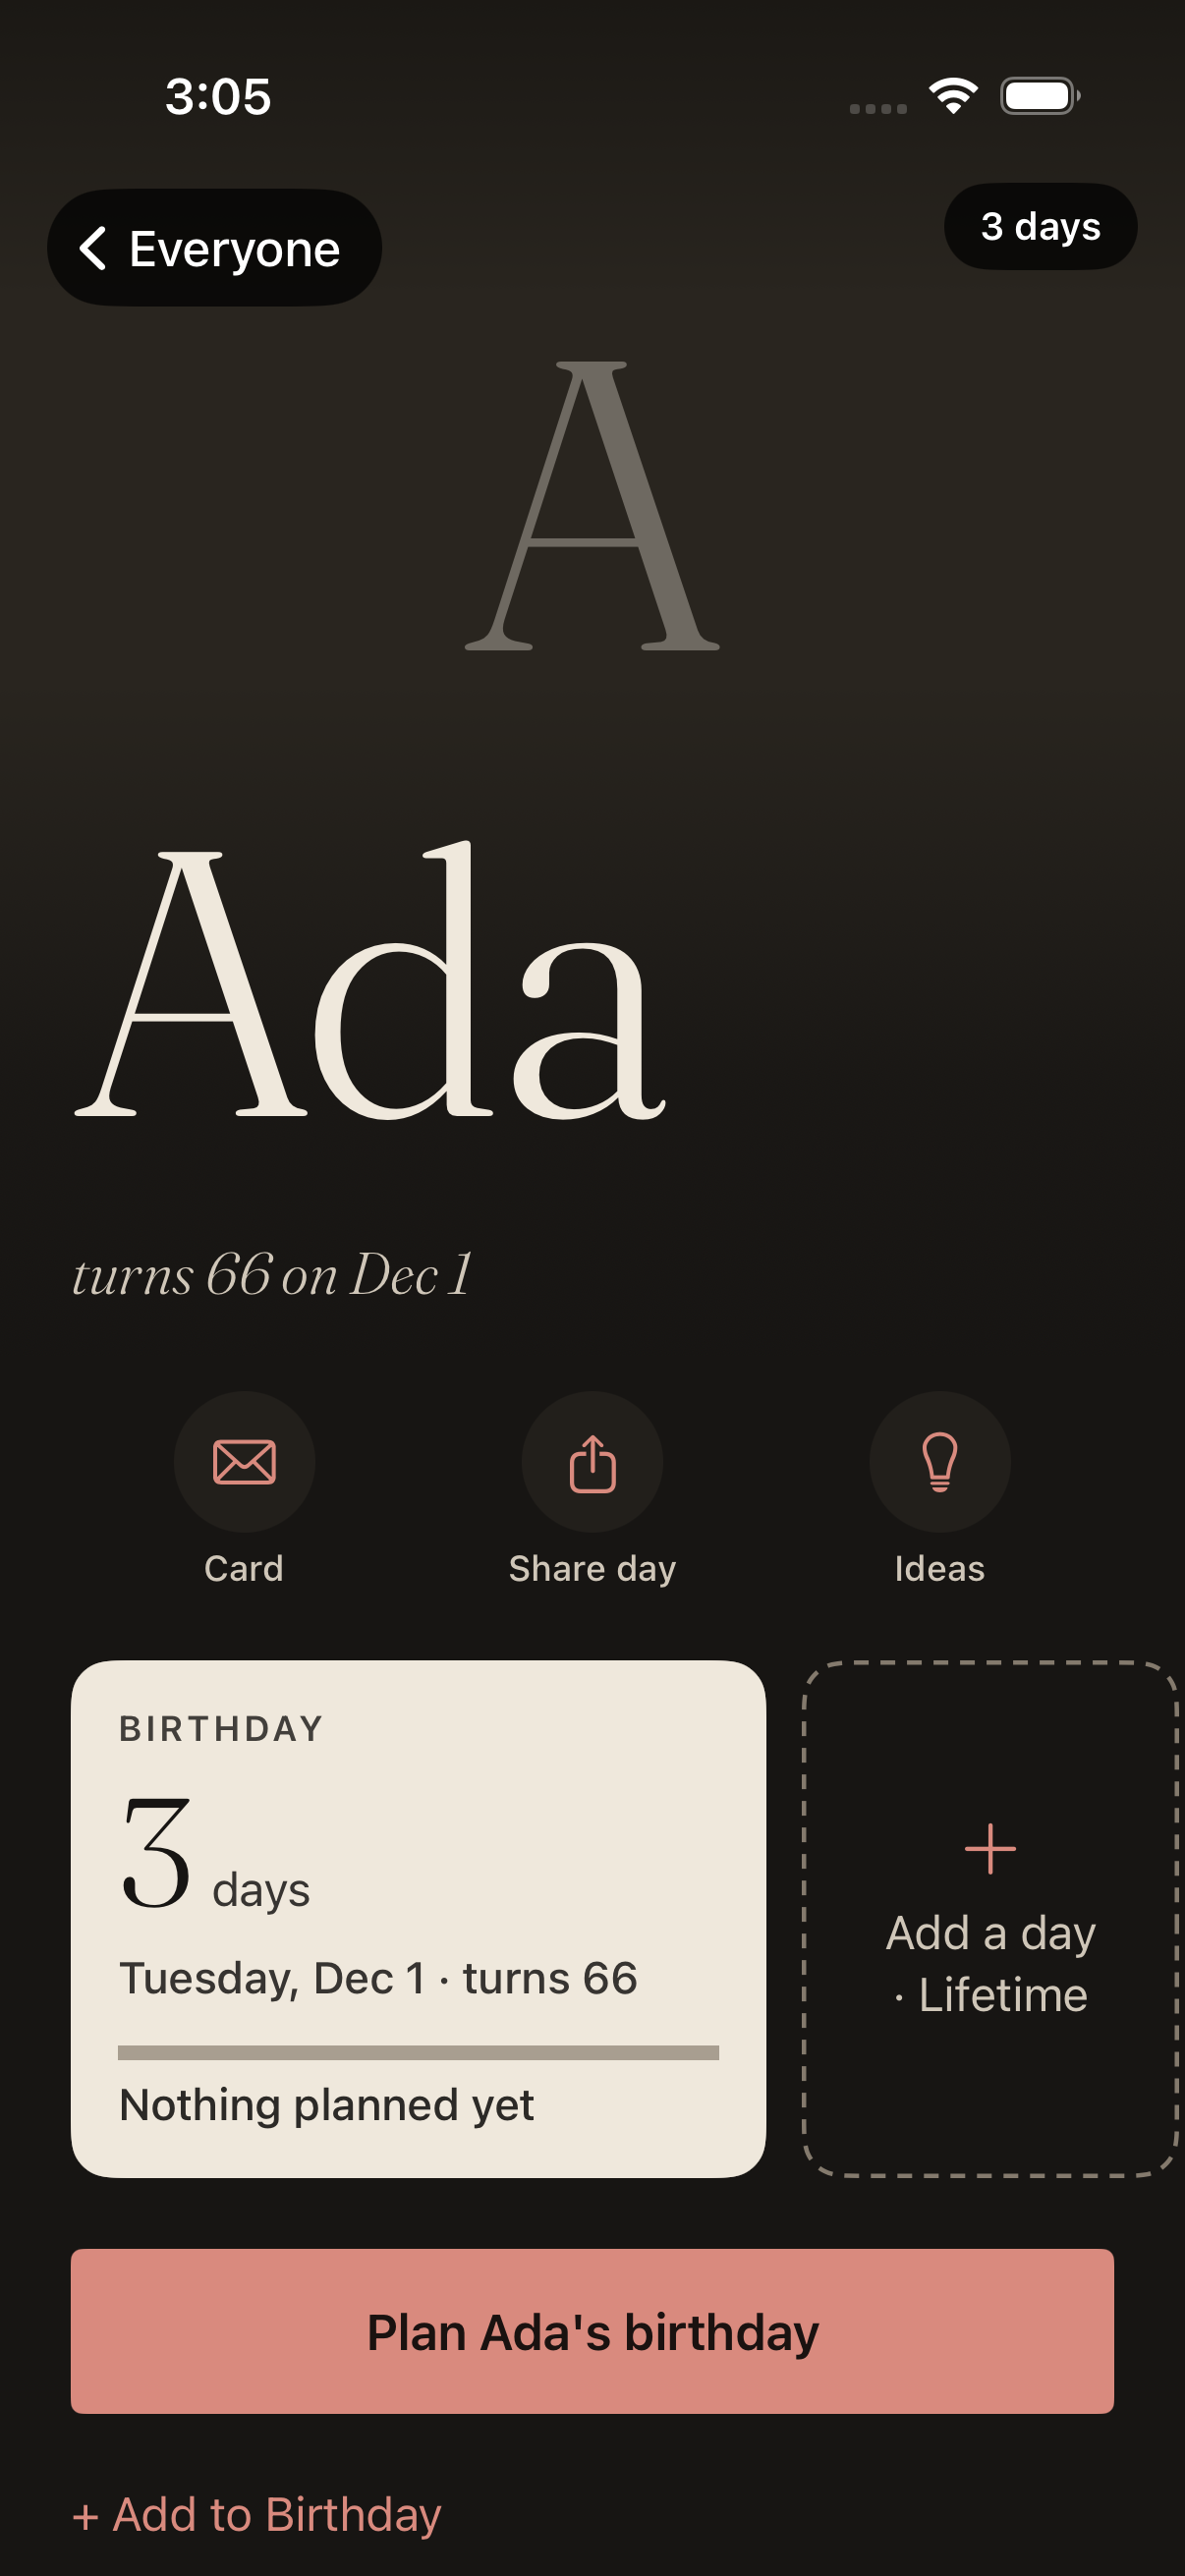 3:05
Everyone
3 days
A
Ada
turns 66 on Dec 1
Card
Share day
Ideas
BIRTHDAY
3 days
Tuesday, Dec 1 · turns 66
Nothing planned yet
+
Add a day
· Lifetime
Plan Ada's birthday
+ Add to Birthday